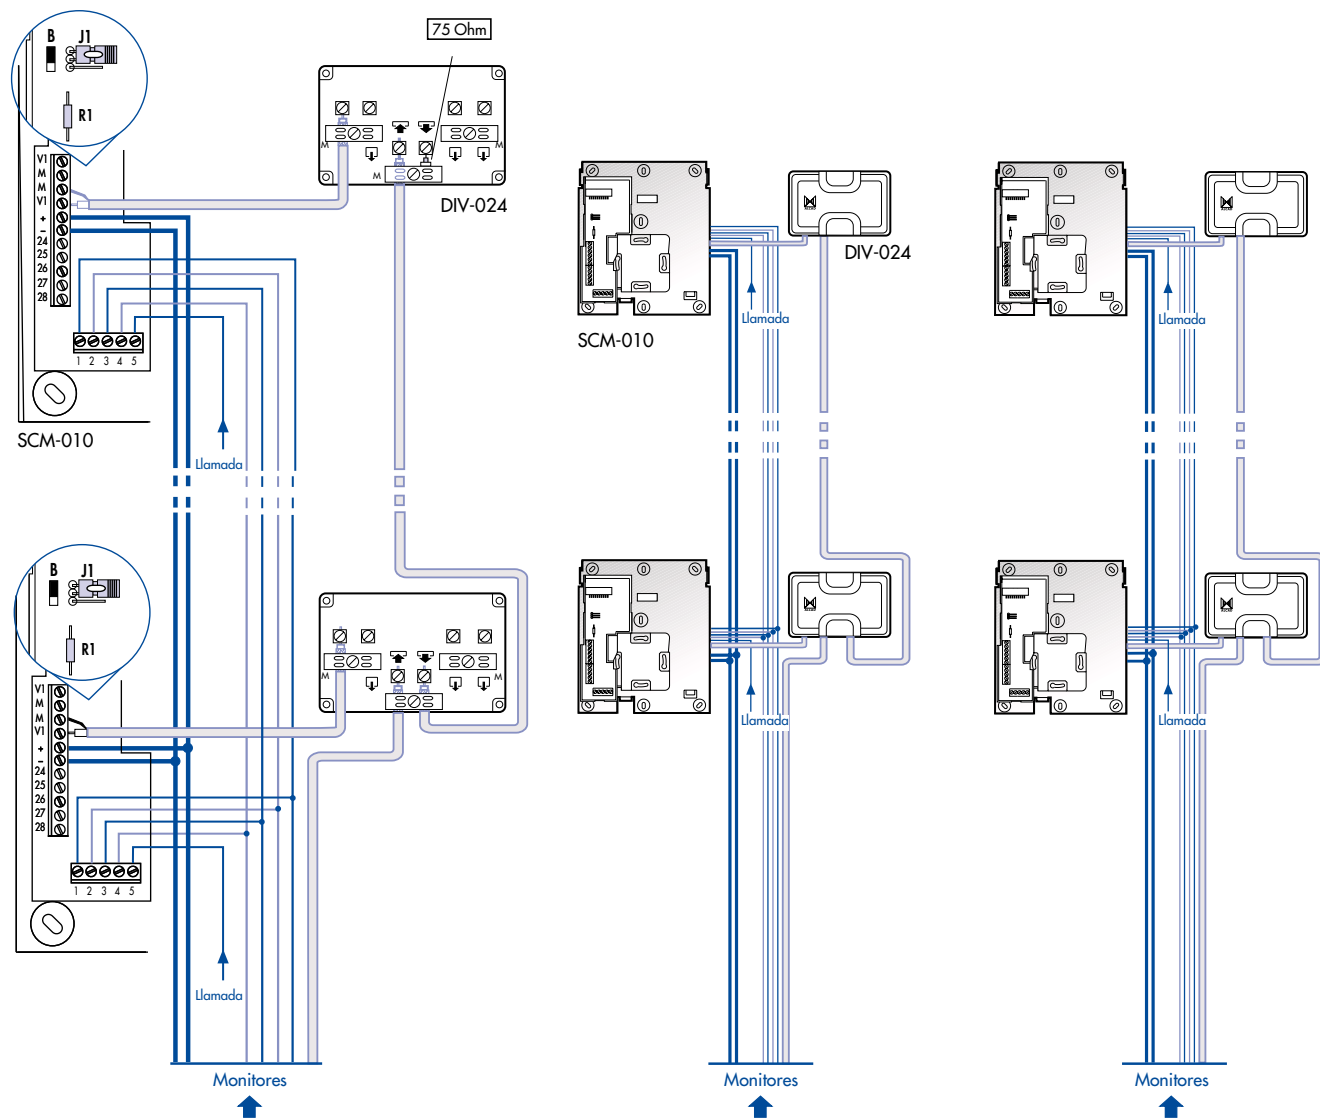 75 Ohm
B J1
R1
V1
M
M
V1
+
–
24
25
26
27
28
1 2 3 4 5
SCM-010
Llamada
M
M
M
DIV-024
B J1
R1
V1
M
M
V1
+
–
24
25
26
27
28
1 2 3 4 5
Llamada
M
M
Monitores
DIV-024
SCM-010
Llamada
Llamada
Monitores
Llamada
Llamada
Monitores